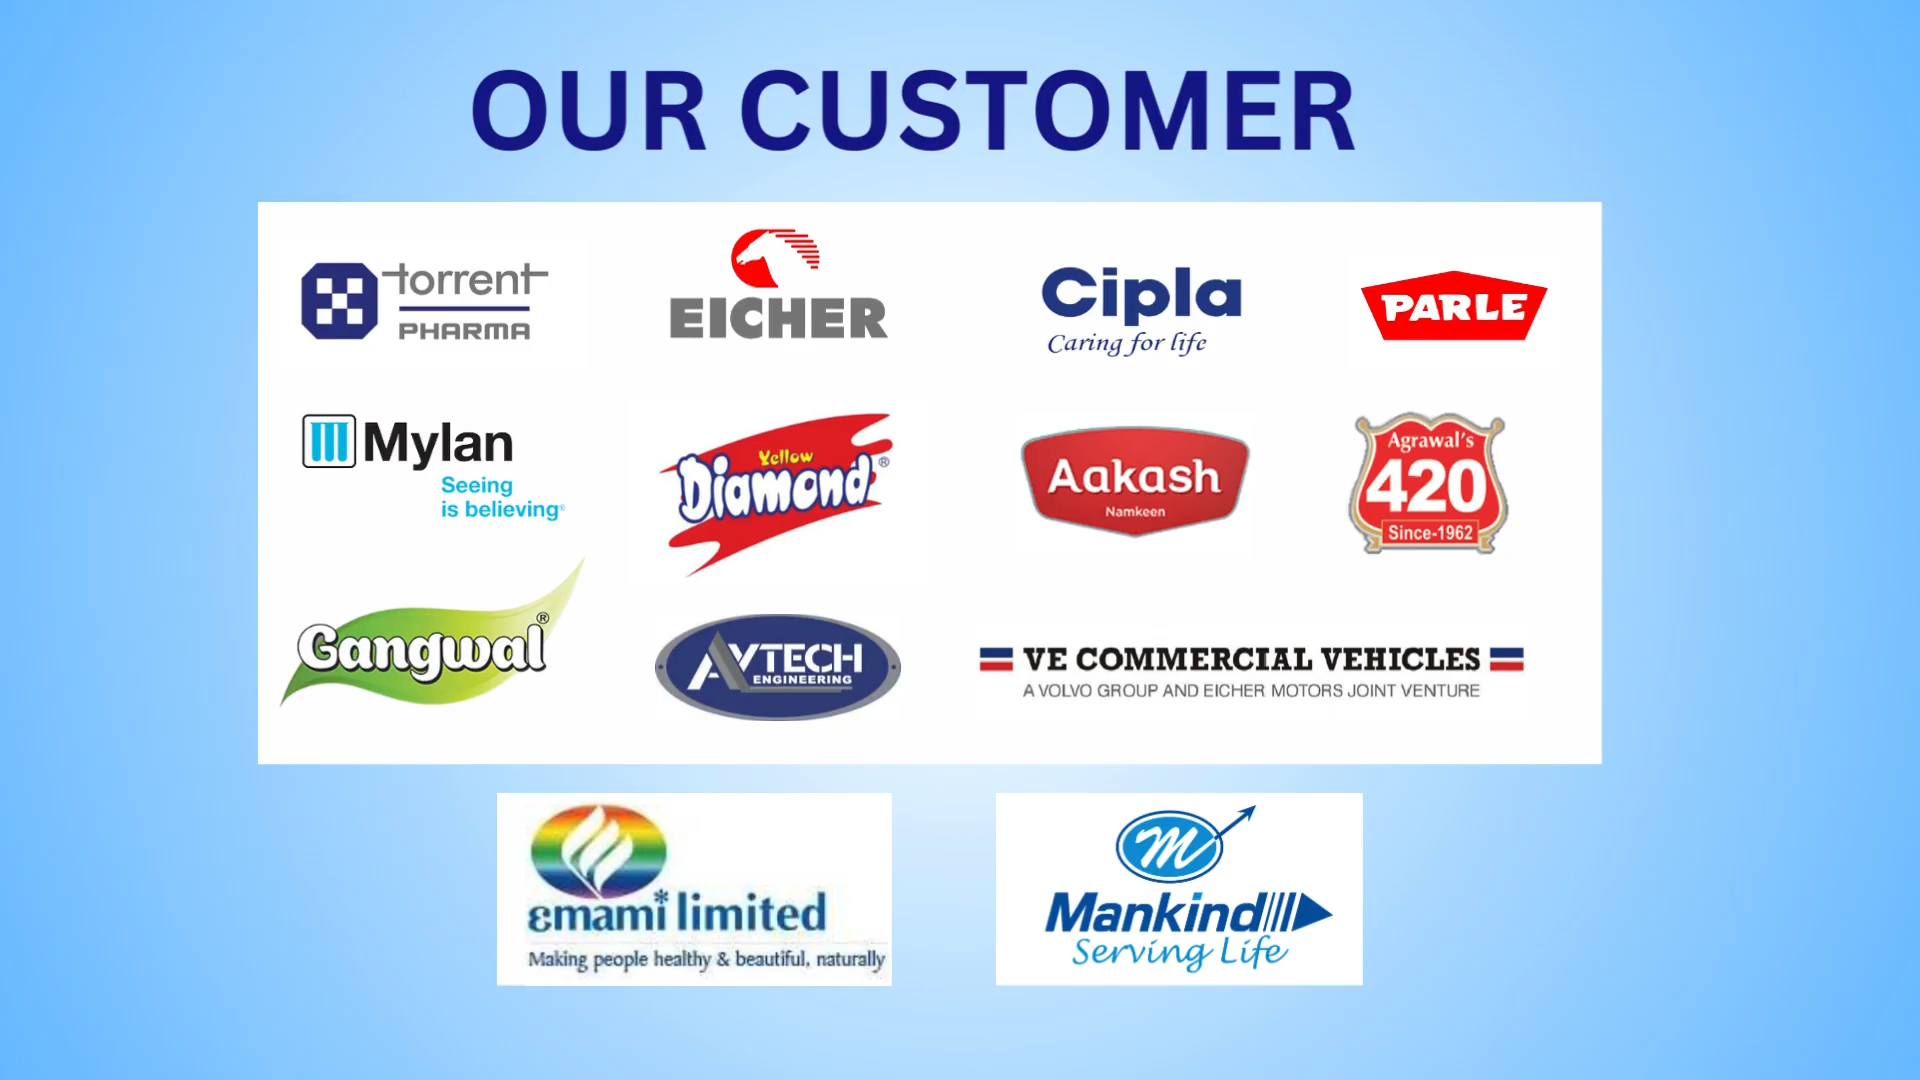 OUR CUSTOMER
torrent
PHARMA
EICHER
Cipla
Caring for life
PARLE
Mylan
Seeing
is believing®
Yellow
Diamond®
Aakash
Namkeen
Agrawal's
420
Since-1962
Gangwal®
AVTECH
ENGINEERING
VE COMMERCIAL VEHICLES
A VOLVO GROUP AND EICHER MOTORS JOINT VENTURE
εmami* limited
Making people healthy & beautiful, naturally
m
Mankind
Serving Life